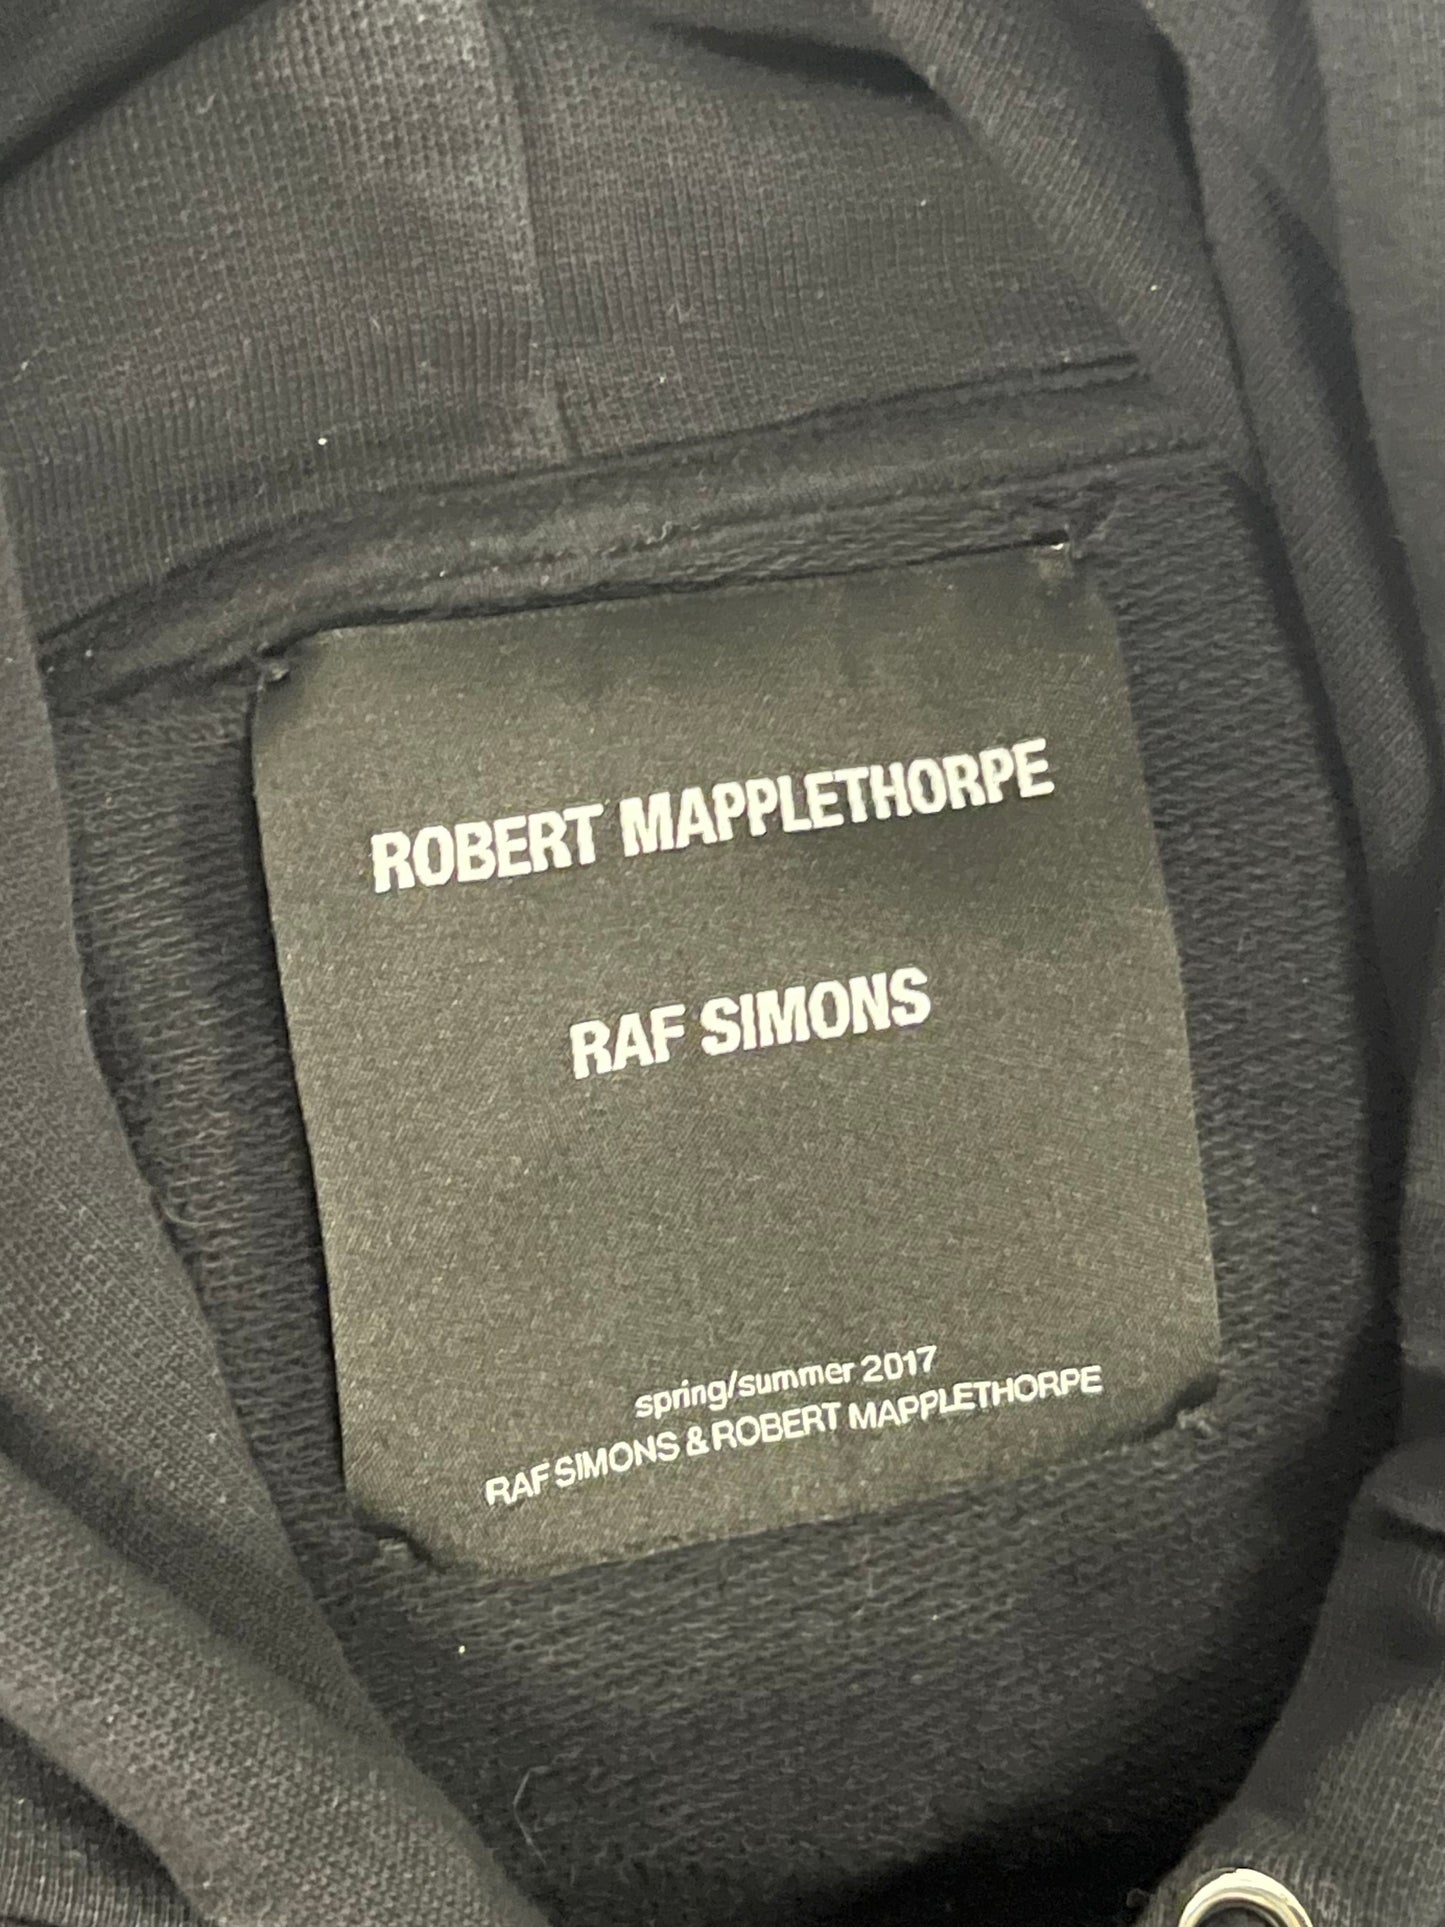 ROBERT MAPPLETHORPE
RAF SIMONS
spring/summer 2017
RAF SIMONS & ROBERT MAPPLETHORPE